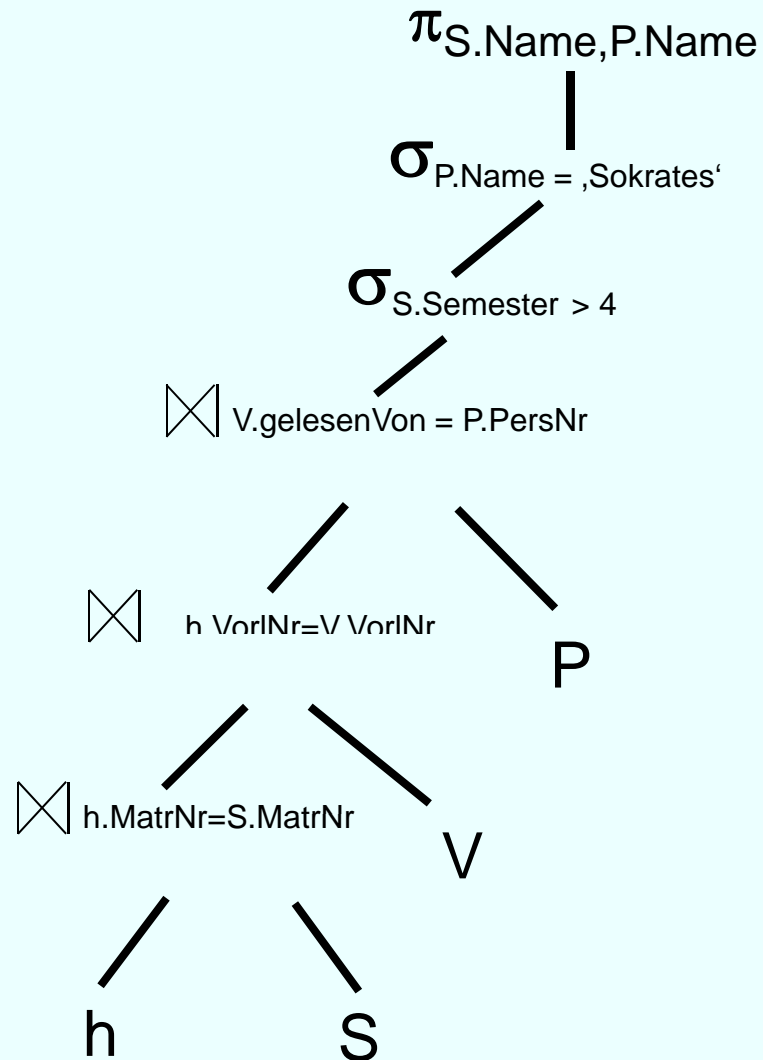 πS.Name,P.Name
σP.Name = ‚Sokrates‘
σS.Semester > 4
⋈ V.gelesenVon = P.PersNr
⋈ h.VorlNr=V.VorlNr
P
⋈ h.MatrNr=S.MatrNr
V
h S